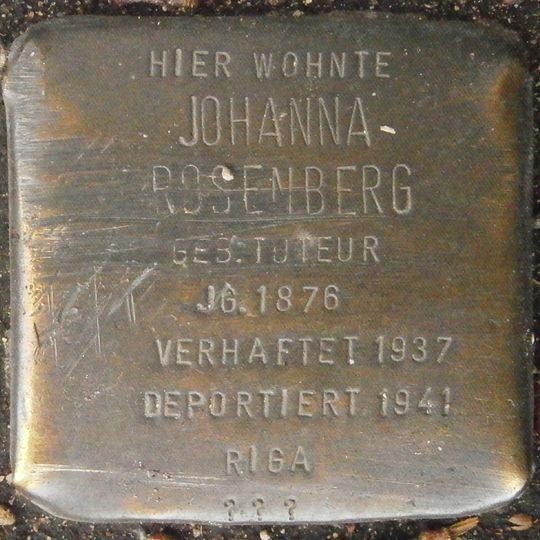 HIER WOHNTE
JOHANNA
ROSENBERG
GEB. TUTEUR
JG. 1876
VERHAFTET 1937
DEPORTIERT 1941
RIGA
? ? ?